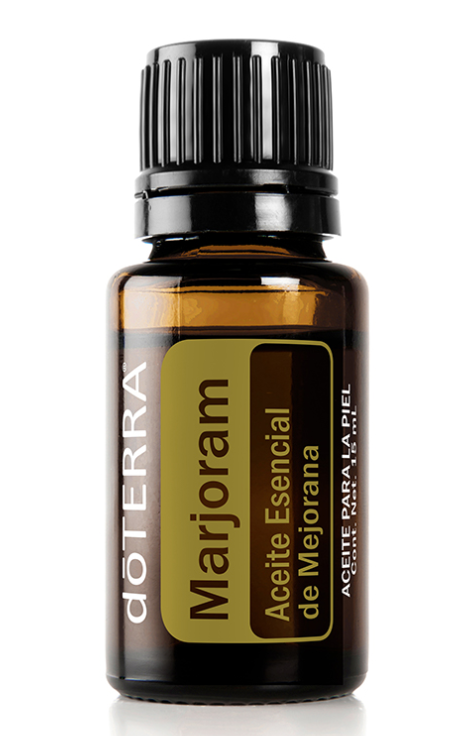 dōTERRA®
Marjoram
Aceite Esencial
de Mejorana
ACEITE PARA LA PIEL
Cont. Net. 15 mL